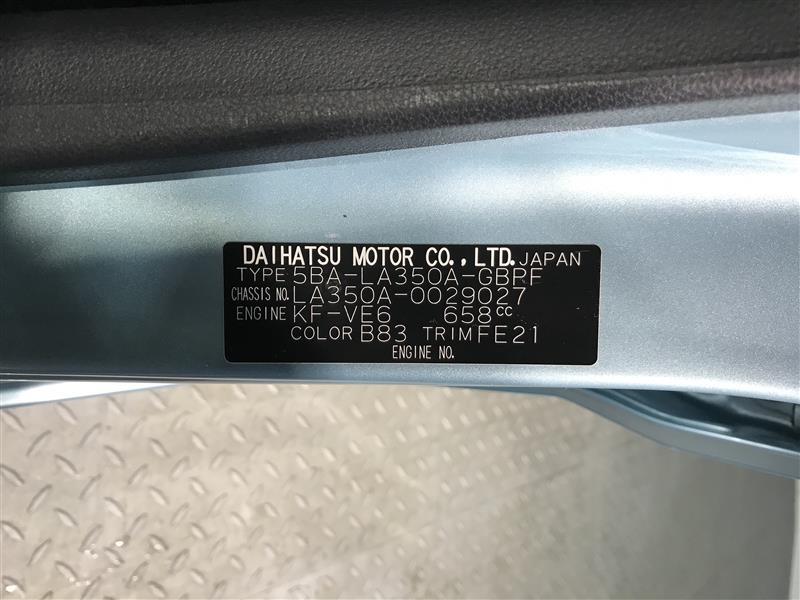 DAIHATSU MOTOR CO.,LTD. JAPAN
TYPE 5BA-LA350A-GBPF
CHASSIS NO. LA350A-0029027
ENGINE KF-VE6 658CC
COLOR B83 TRIM FE21
ENGINE NO.